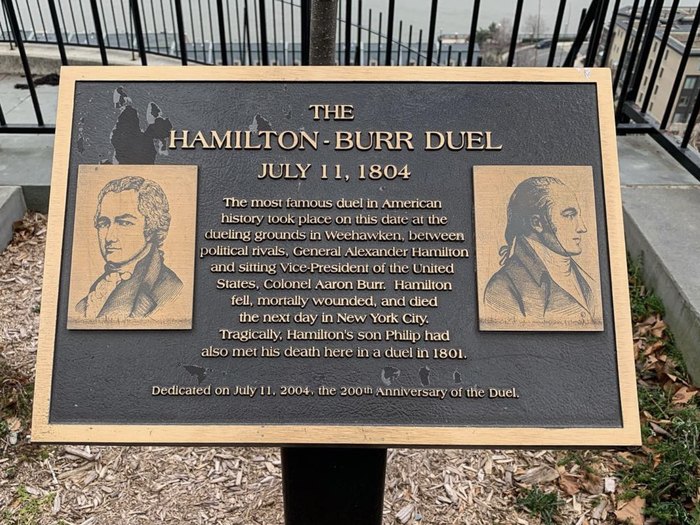 THE
HAMILTON-BURR DUEL
JULY 11, 1804
The most famous duel in American
history took place on this date at the
dueling grounds in Weehawken, between
political rivals, General Alexander Hamilton
and sitting Vice-President of the United
States, Colonel Aaron Burr. Hamilton
fell, mortally wounded, and died
the next day in New York City.
Tragically, Hamilton's son Philip had
also met his death here in a duel in 1801.
Dedicated on July 11, 2004, the 200th Anniversary of the Duel.